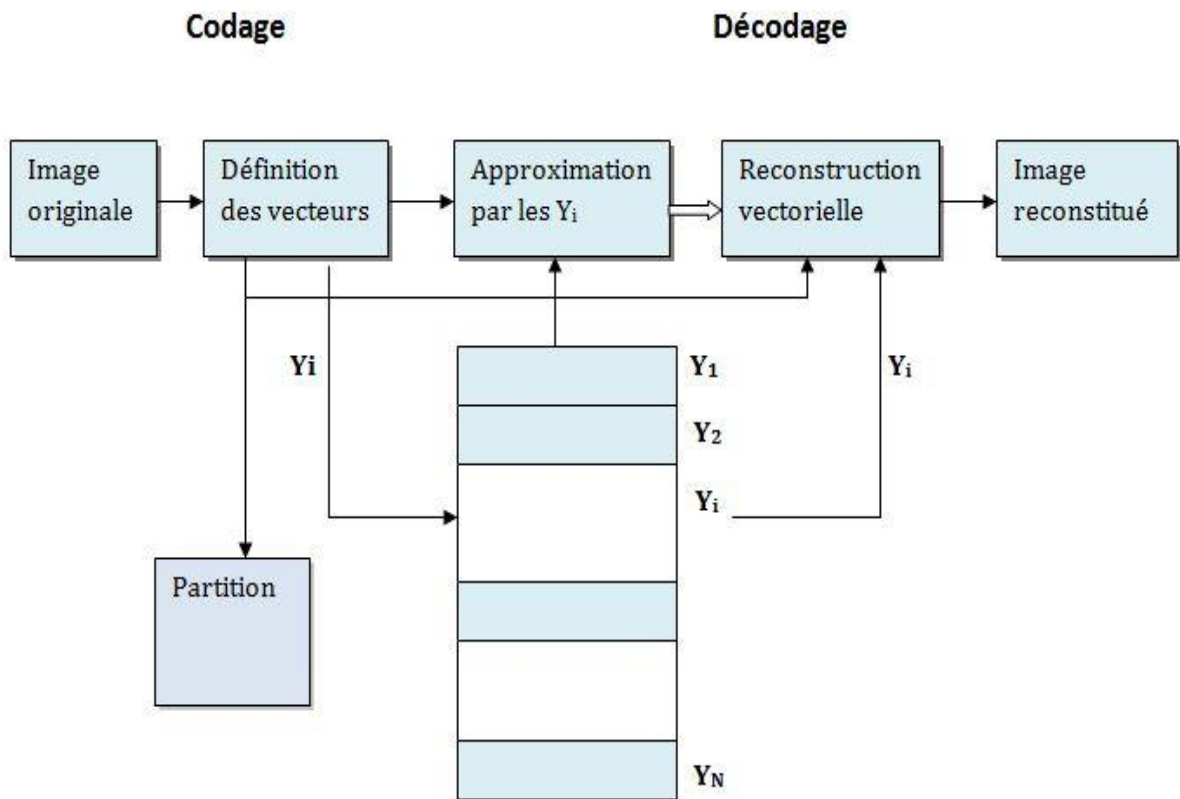 Codage
Décodage
Image
originale
Définition
des vecteurs
Approximation
par les Yi
Reconstruction
vectorielle
Image
reconstitué
Yi
Y1
Yi
Y2
Yi
Partition
YN